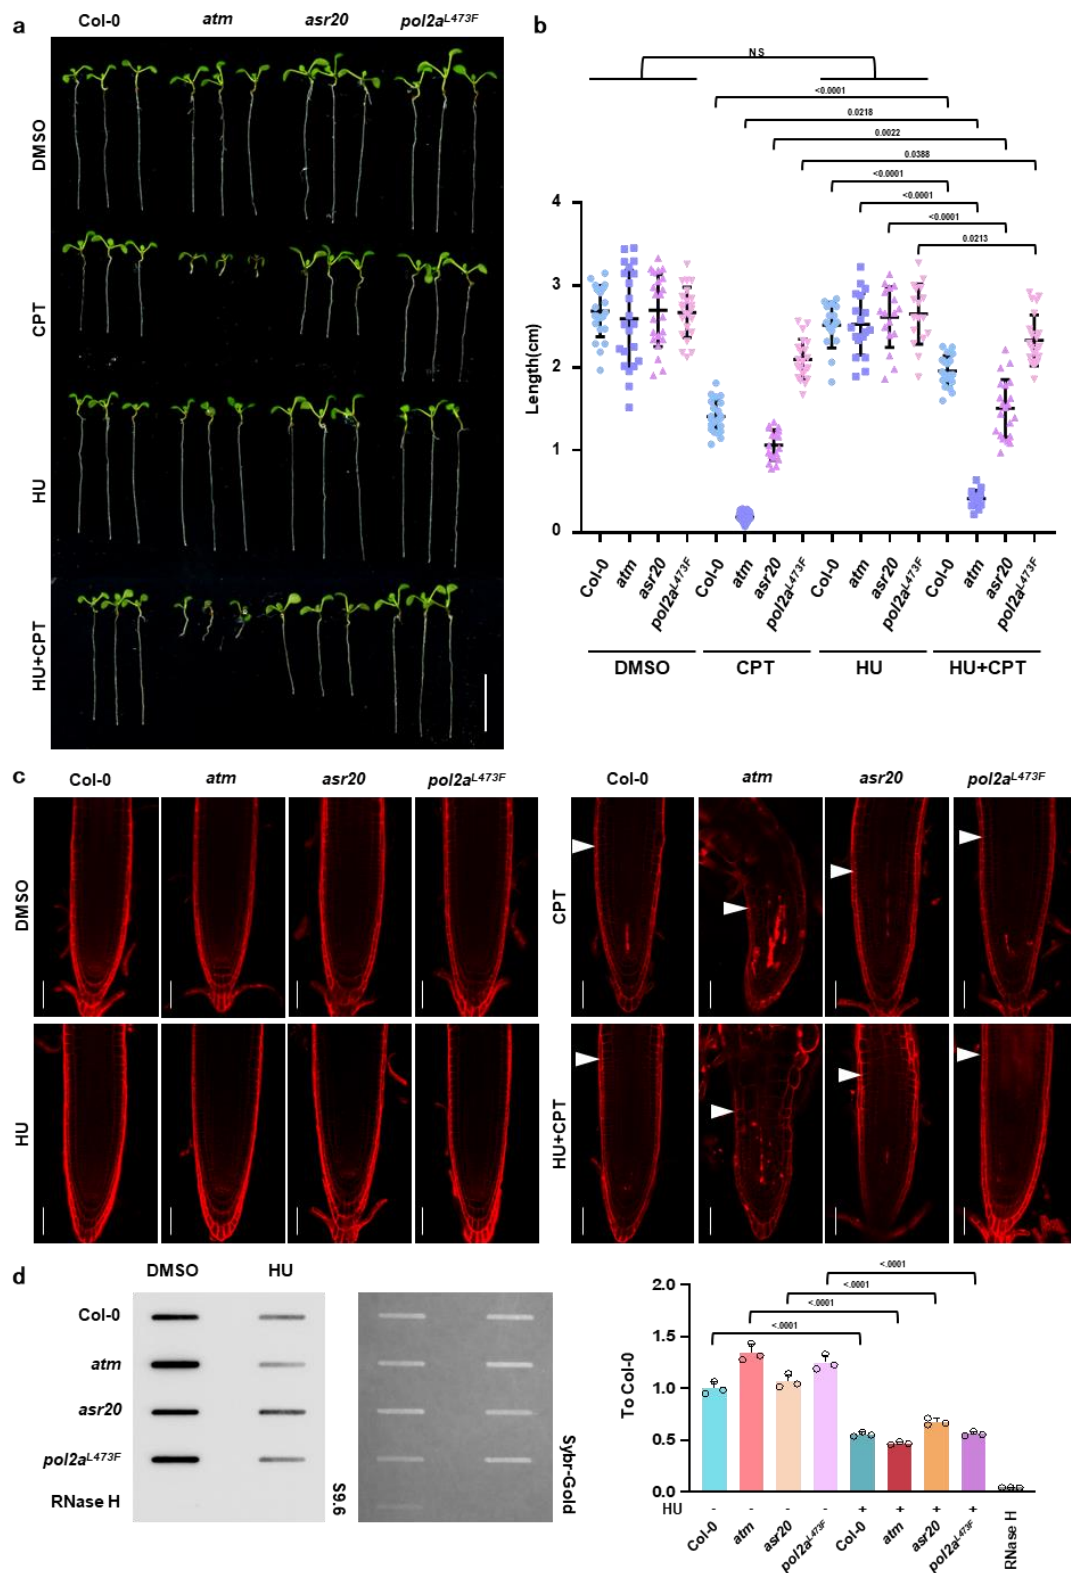 a
Col-0 atm asr20 pol2aL473F
DMSO
CPT
HU
HU+CPT
b
NS
<0.0001
0.0218
0.0022
0.0388
<0.0001
<0.0001
<0.0001
0.0213
Length(cm)
4
3
2
1
0
Col-0 atm asr20 pol2aL473F Col-0 atm asr20 pol2aL473F Col-0 atm asr20 pol2aL473F Col-0 atm asr20 pol2aL473F
DMSO CPT HU HU+CPT
c
Col-0 atm asr20 pol2aL473F Col-0 atm asr20 pol2aL473F
DMSO
CPT
HU
HU+CPT
d
DMSO HU
Col-0
atm
asr20
pol2aL473F
RNase H
S9.6
Sybr-Gold
<.0001
<.0001
<.0001
<.0001
To Col-0
2.0
1.5
1.0
0.5
0.0
HU - - - - + + + +
Col-0 atm asr20 pol2aL473F Col-0 atm asr20 pol2aL473F RNase H